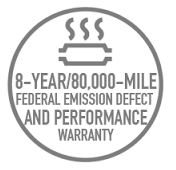 8-YEAR/80,000-MILE
FEDERAL EMISSION DEFECT
AND PERFORMANCE
WARRANTY